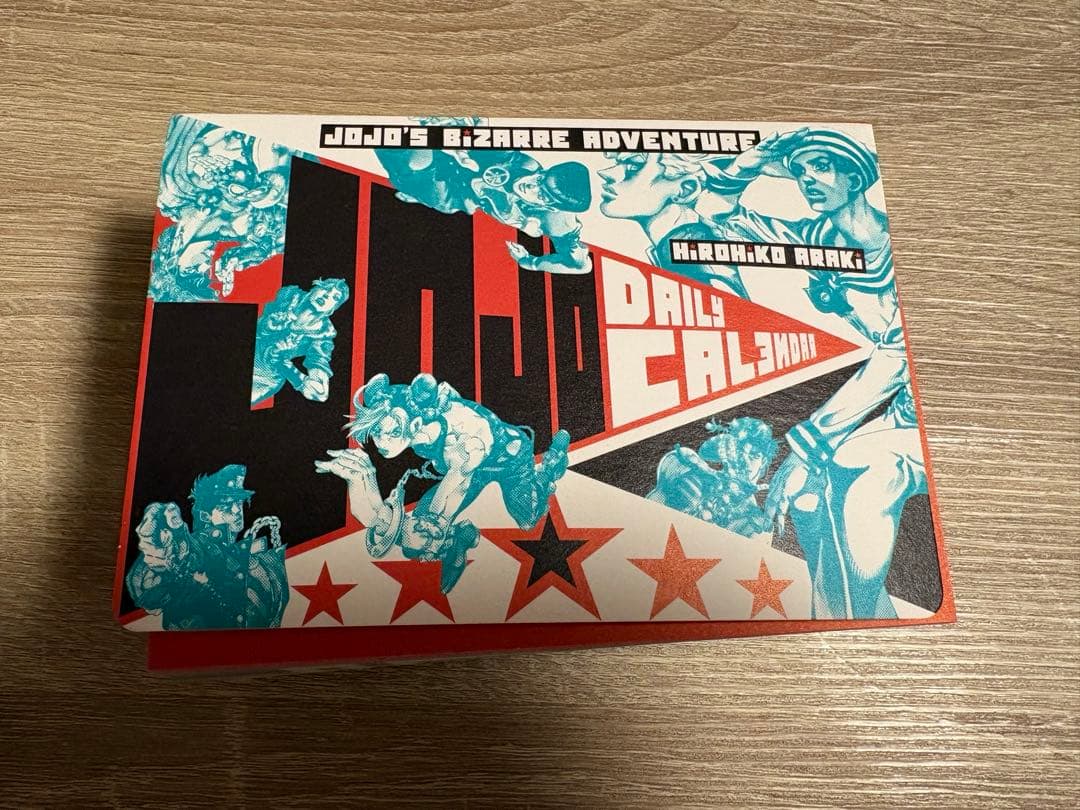 JOJO'S BiZARRE ADVENTURE
HiROHiKO ARAKi
JOJO
DAILY
CALENDAR